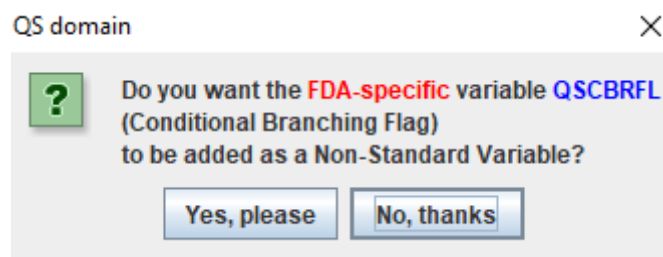 QS domain
Do you want the FDA-specific variable QSCBRFL
(Conditional Branching Flag)
to be added as a Non-Standard Variable?
Yes, please
No, thanks